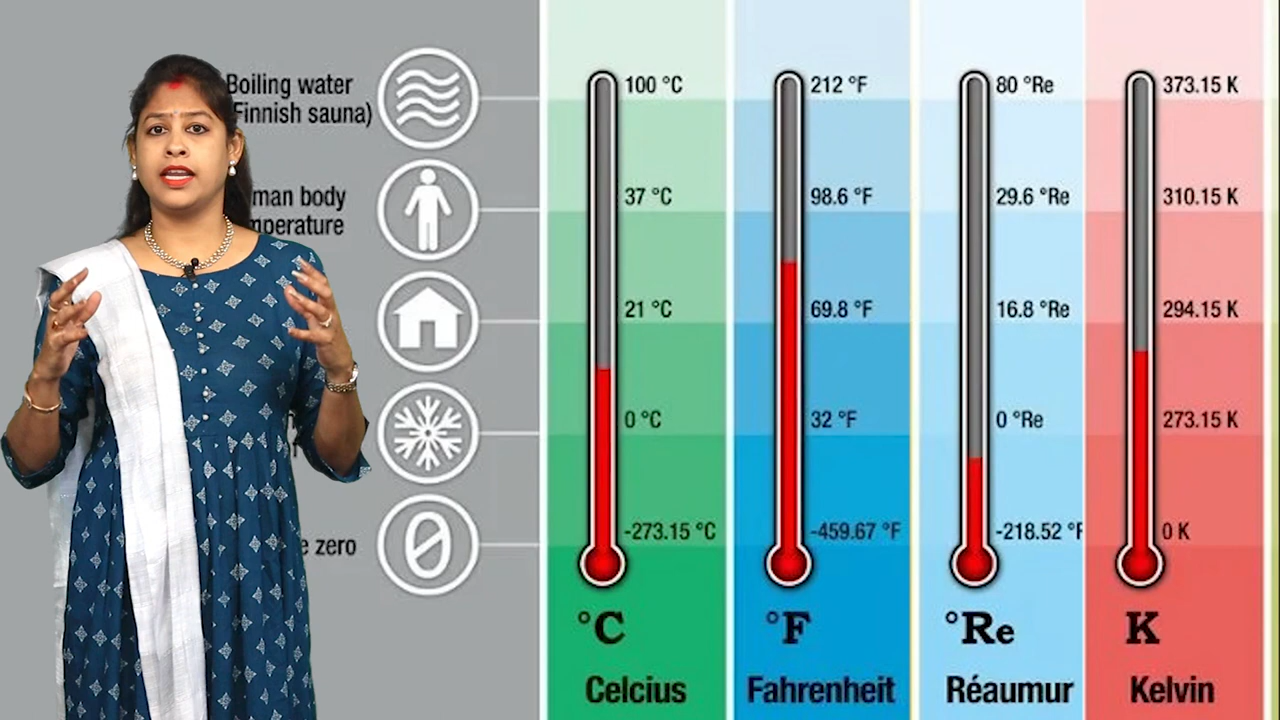 Boiling water
Finnish sauna)
body
zero
100 °C
37 °C
21 °C
0 °C
-273.15 °C
°C
Celcius
212 °F
98.6 °F
69.8 °F
32 °F
-459.67 °F
°F
Fahrenheit
80 °Re
29.6 °Re
16.8 °Re
0 °Re
-218.52
°Re
Réaumur
373.15 K
310.15 K
294.15 K
273.15 K
0 K
K
Kelvin